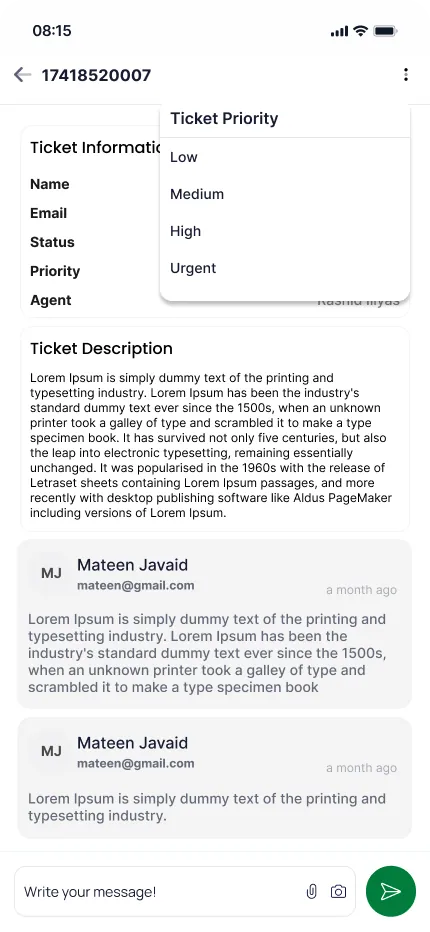 08:15
17418520007
Ticket Priority
Low
Medium
High
Urgent
Ticket
Name
Email
Status
Priority
Agent
Rashid Iliyas
Ticket Description
Lorem Ipsum is simply dummy text of the printing and
typesetting industry. Lorem Ipsum has been the industry's
standard dummy text ever since the 1500s, when an unknown
printer took a galley of type and scrambled it to make a type
specimen book. It has survived not only five centuries, but also
the leap into electronic typesetting, remaining essentially
unchanged. It was popularised in the 1960s with the release of
Letraset sheets containing Lorem Ipsum passages, and more
recently with desktop publishing software like Aldus PageMaker
including versions of Lorem Ipsum.
MJ
Mateen Javaid
mateen@gmail.com
a month ago
Lorem Ipsum is simply dummy text of the printing and
typesetting industry. Lorem Ipsum has been the
industry's standard dummy text ever since the 1500s,
when an unknown printer took a galley of type and
scrambled it to make a type specimen book
MJ
Mateen Javaid
mateen@gmail.com
a month ago
Lorem Ipsum is simply dummy text of the printing and
typesetting industry.
Write your message!